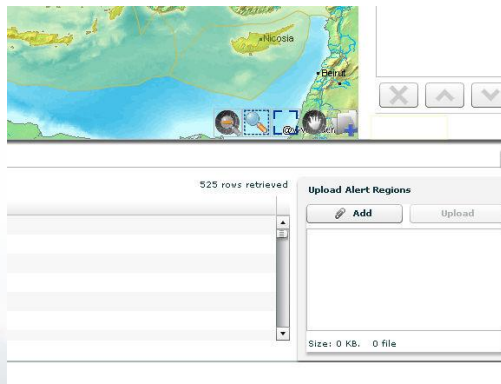 Nicosia
Beirut
525 rows retrieved
Upload Alert Regions
Add
Upload
Size: 0 KB. 0 file